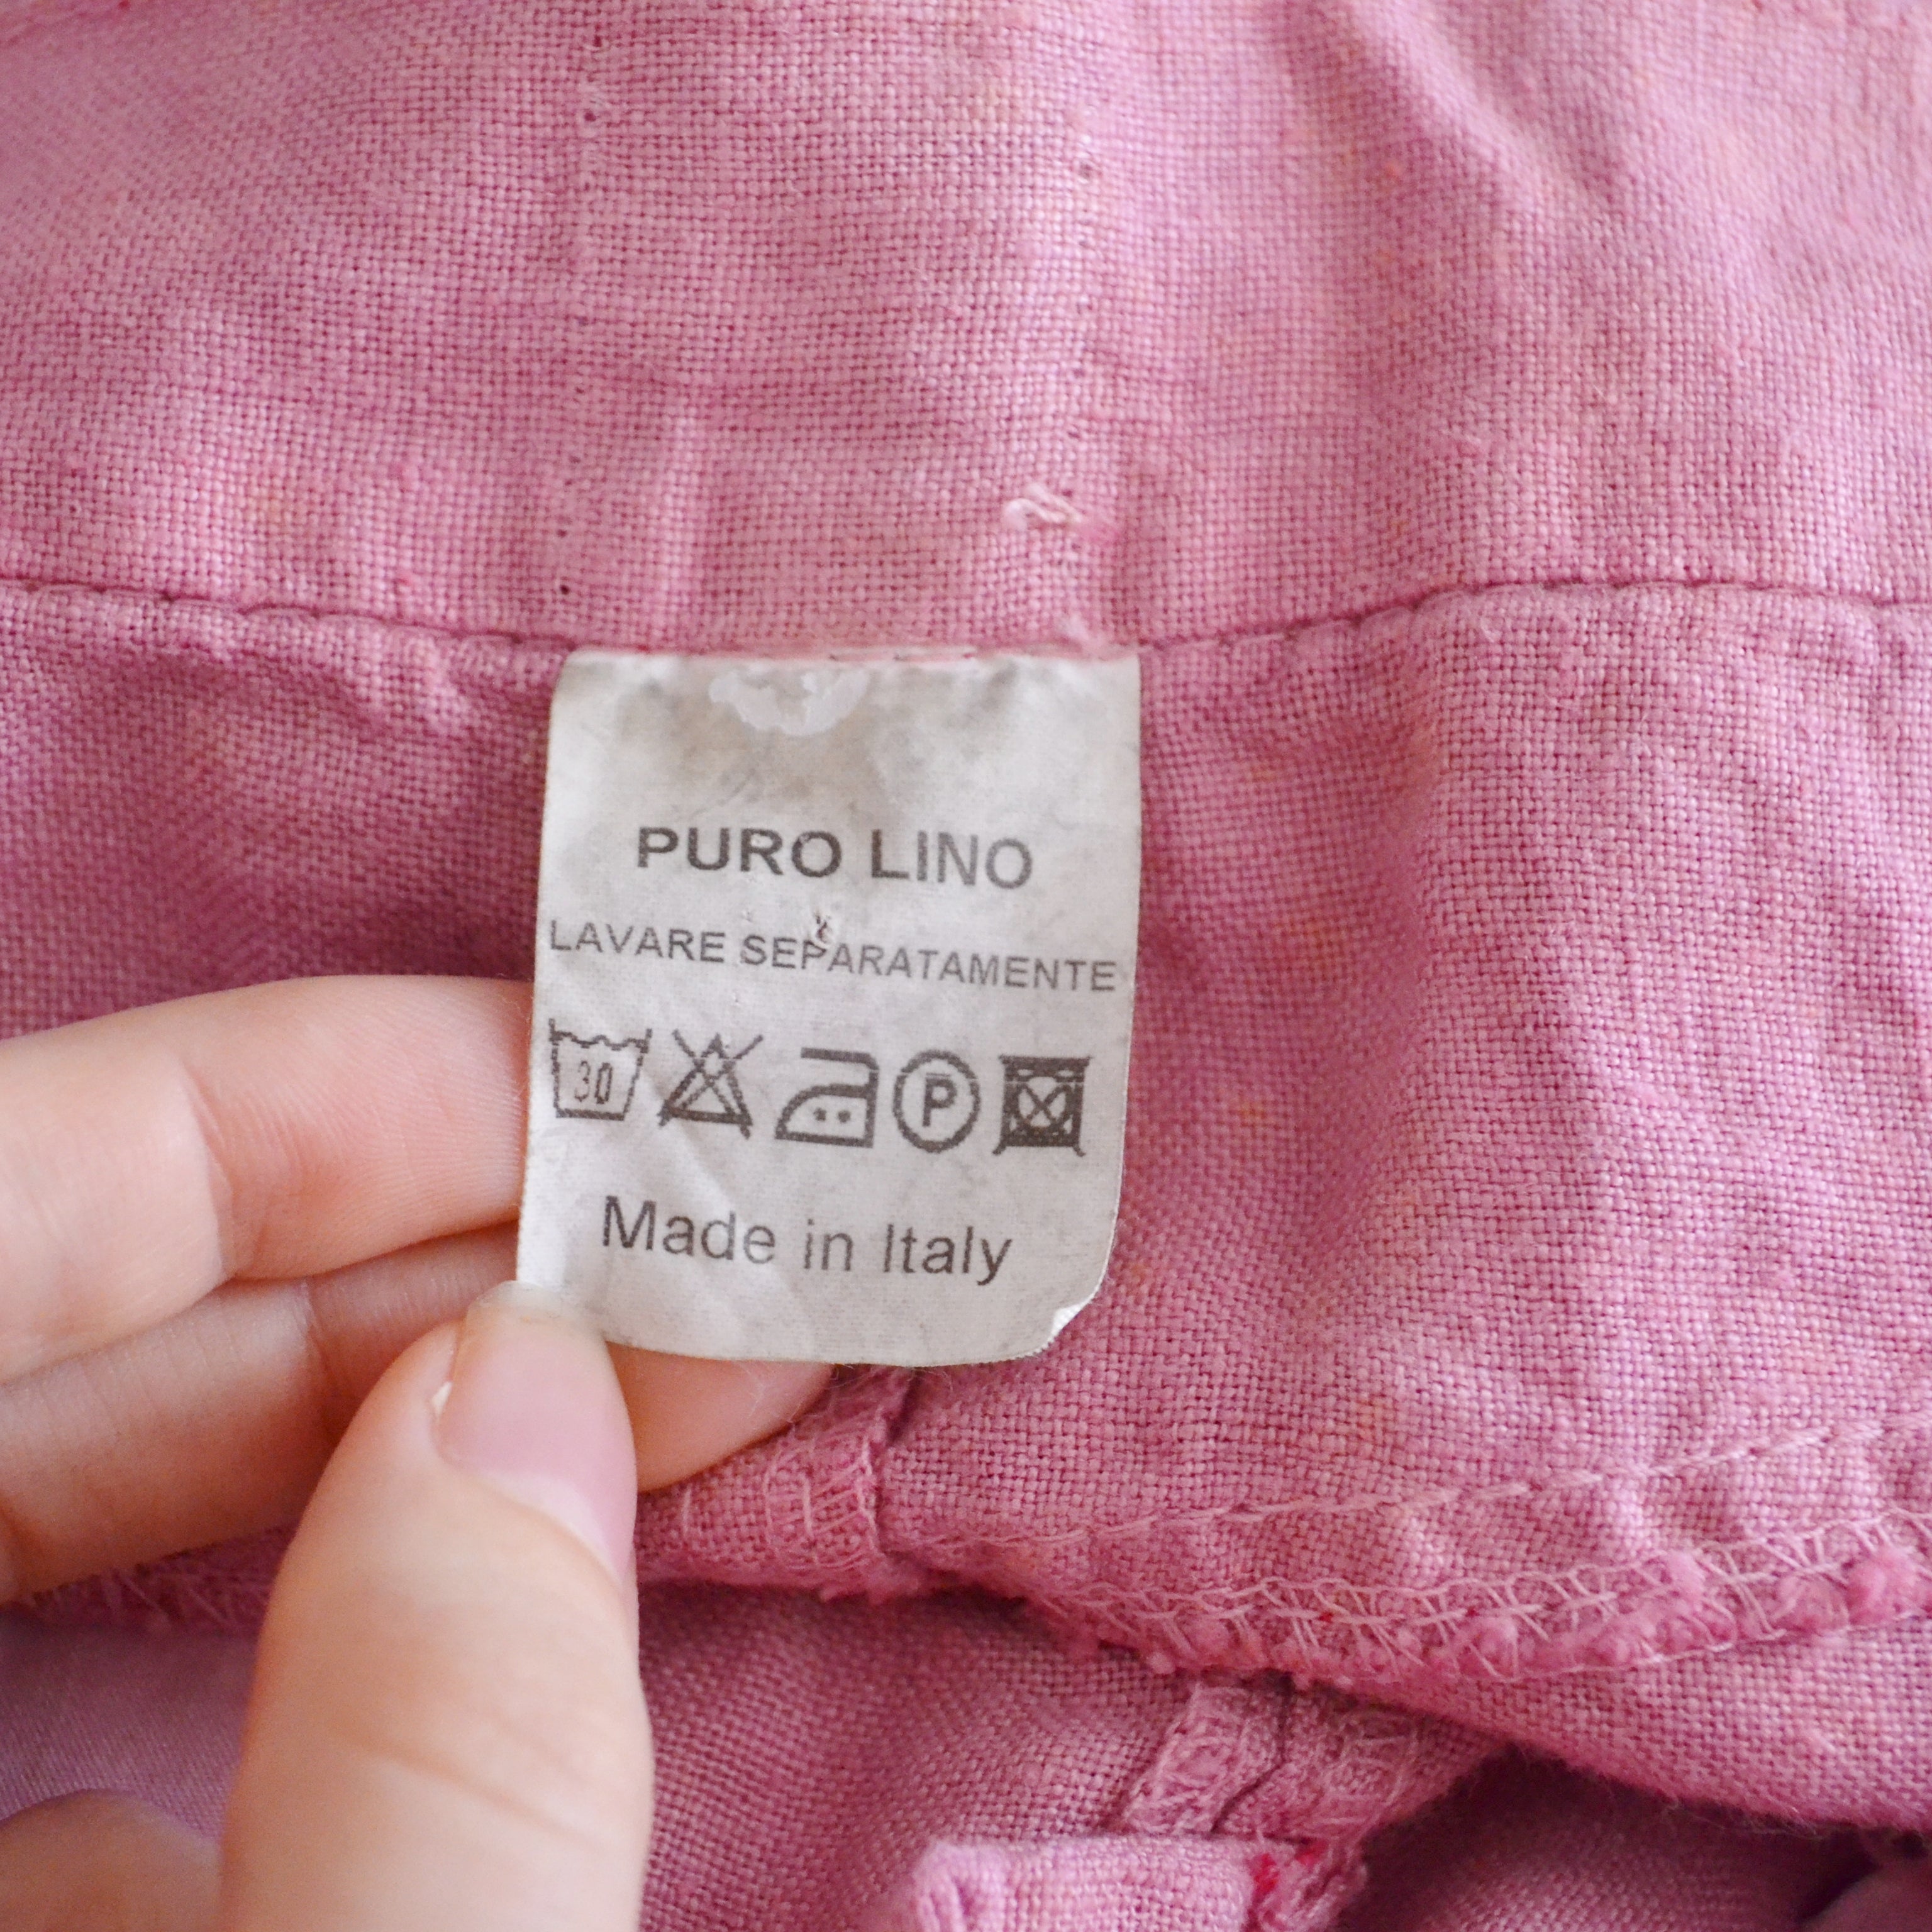 PURO LINO
LAVARE SEPARATAMENTE
30 P
Made in Italy